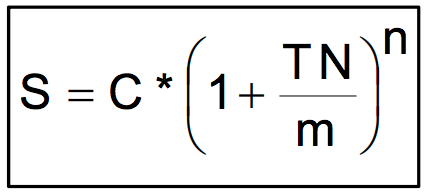 S = C * (1 + TN/m)^n